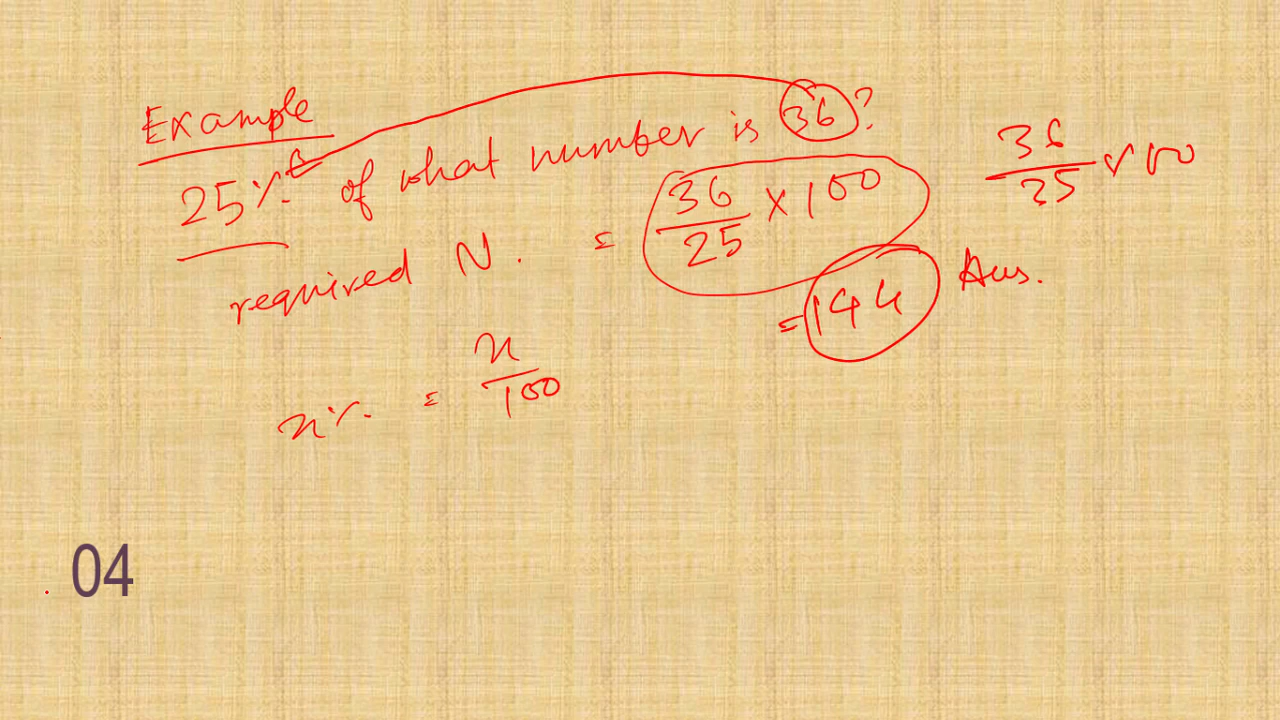 Example
25% of what number is 36?
36/25 × 100
required N. = 36/25 × 100
= 144 Ans.
x% = x/100
04